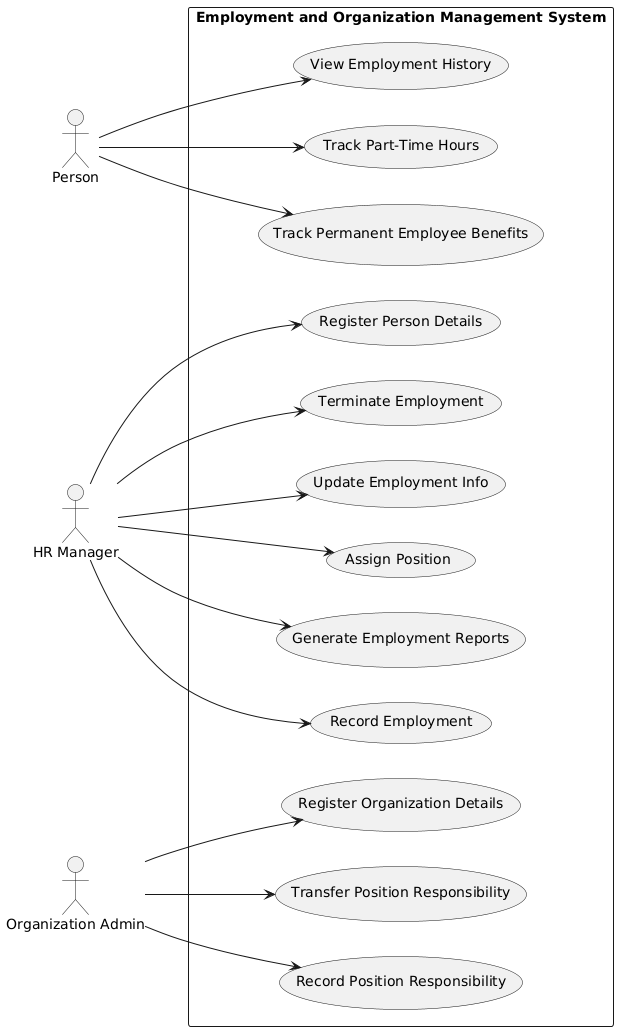 Employment and Organization Management System
View Employment History
Track Part-Time Hours
Person
Track Permanent Employee Benefits
Register Person Details
Terminate Employment
Update Employment Info
HR Manager
Assign Position
Generate Employment Reports
Record Employment
Register Organization Details
Transfer Position Responsibility
Organization Admin
Record Position Responsibility